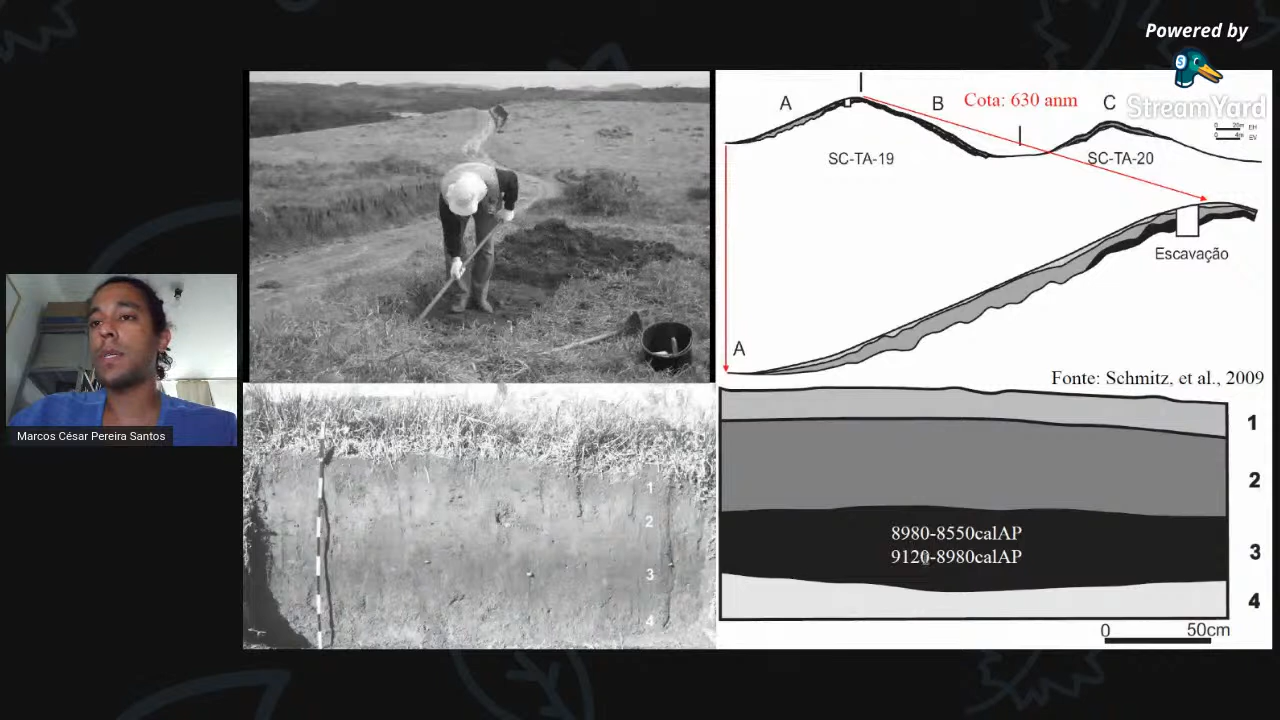 Powered by
StreamYard
A
B
Cota: 630 anm
C
SC-TA-19
SC-TA-20
Escavação
A
Fonte: Schmitz, et al., 2009
Marcos César Pereira Santos
1
2
3
4
1
2
8980-8550calAP
9120-8980calAP
3
4
0
50cm